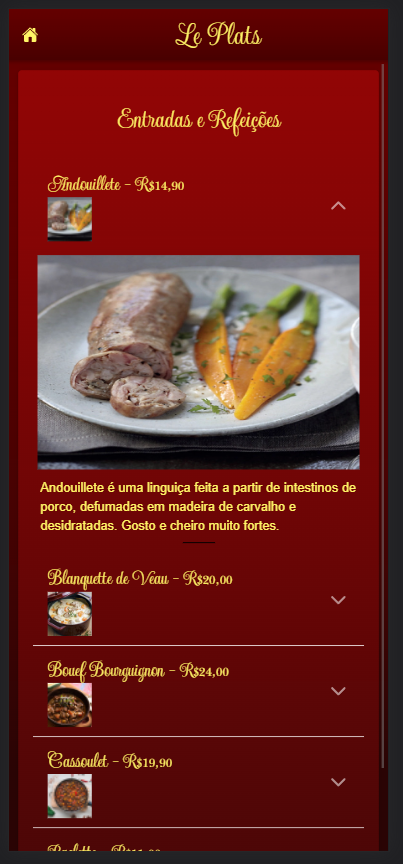 Le Plats
Entradas e Refeições
Andouillete - R$14,90
Andouillete é uma linguiça feita a partir de intestinos de
porco, defumadas em madeira de carvalho e
desidratadas. Gosto e cheiro muito fortes.
Blanquette de Veau - R$20,00
Bouef Bourguignon - R$24,00
Cassoulet - R$19,90